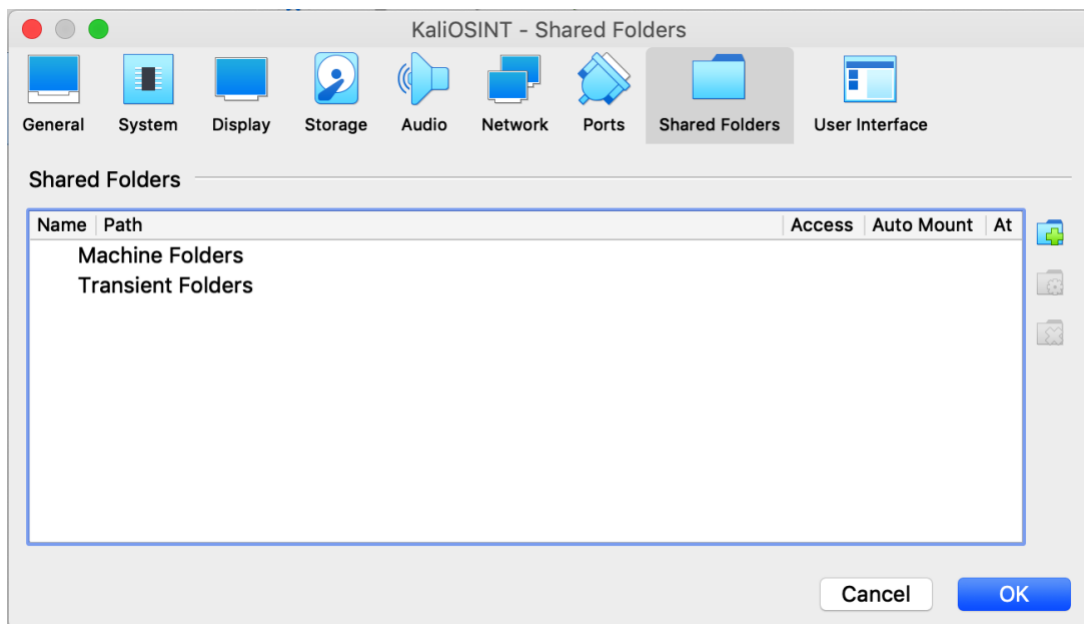 KaliOSINT - Shared Folders
General System Display Storage Audio Network Ports Shared Folders User Interface
Shared Folders
Name Path Access Auto Mount At
Machine Folders
Transient Folders
Cancel OK